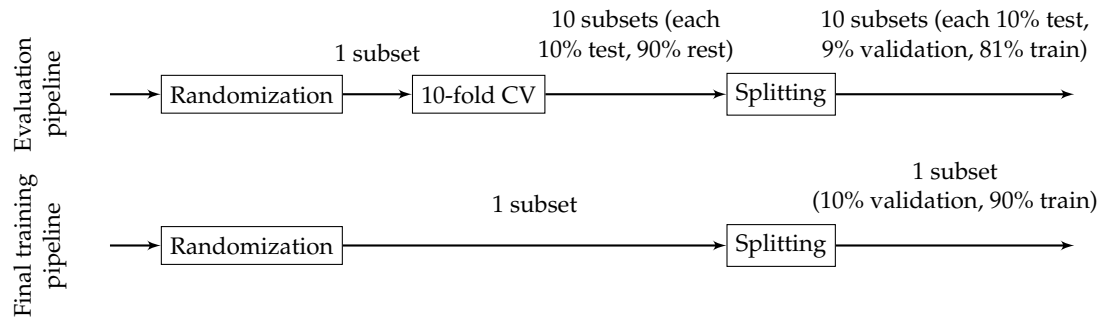 Evaluation
pipeline
Randomization
1 subset
10-fold CV
10 subsets (each
10% test, 90% rest)
Splitting
10 subsets (each 10% test,
9% validation, 81% train)
Final training
pipeline
Randomization
1 subset
Splitting
1 subset
(10% validation, 90% train)